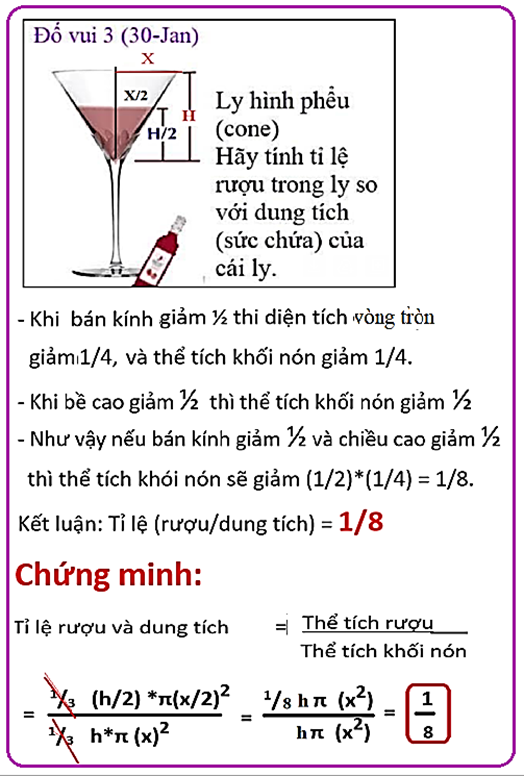 Đố vui 3 (30-Jan)
X
X/2
H
H/2
Ly hình phểu
(cone)
Hãy tính tỉ lệ
rượu trong ly so
với dung tích
(sức chứa) của
cái ly.
- Khi bán kính giảm ½ thi diện tích vòng tròn
giảm 1/4, và thể tích khối nón giảm 1/4.
- Khi bề cao giảm ½ thì thể tích khối nón giảm ½
- Như vậy nếu bán kính giảm ½ và chiều cao giảm ½
thì thể tích khói nón sẽ giảm (1/2)*(1/4) = 1/8.
Kết luận: Tỉ lệ (rượu/dung tích) = 1/8
Chứng minh:
Tỉ lệ rượu và dung tích = Thể tích rượu
Thể tích khối nón
= ⅓ (h/2) *π(x/2)² / ⅓ h*π (x)² = ¹/8 h π (x²) / h π (x²) = 1/8